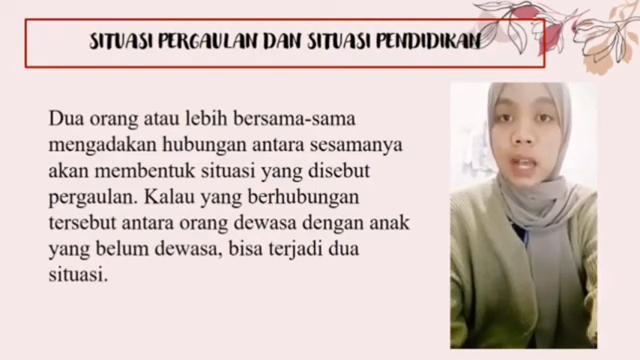 SITUASI PERGAULAN DAN SITUASI PENDIDIKAN
Dua orang atau lebih bersama-sama
mengadakan hubungan antara sesamanya
akan membentuk situasi yang disebut
pergaulan. Kalau yang berhubungan
tersebut antara orang dewasa dengan anak
yang belum dewasa, bisa terjadi dua
situasi.